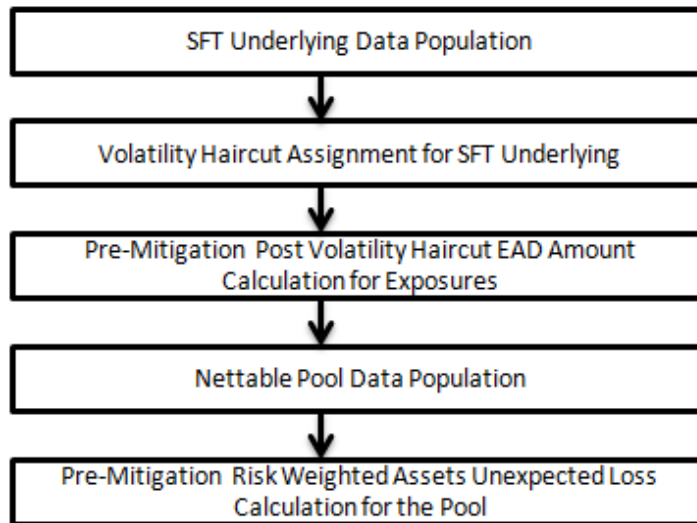 SFT Underlying Data Population
Volatility Haircut Assignment for SFT Underlying
Pre-Mitigation Post Volatility Haircut EAD Amount
Calculation for Exposures
Nettable Pool Data Population
Pre-Mitigation Risk Weighted Assets Unexpected Loss
Calculation for the Pool